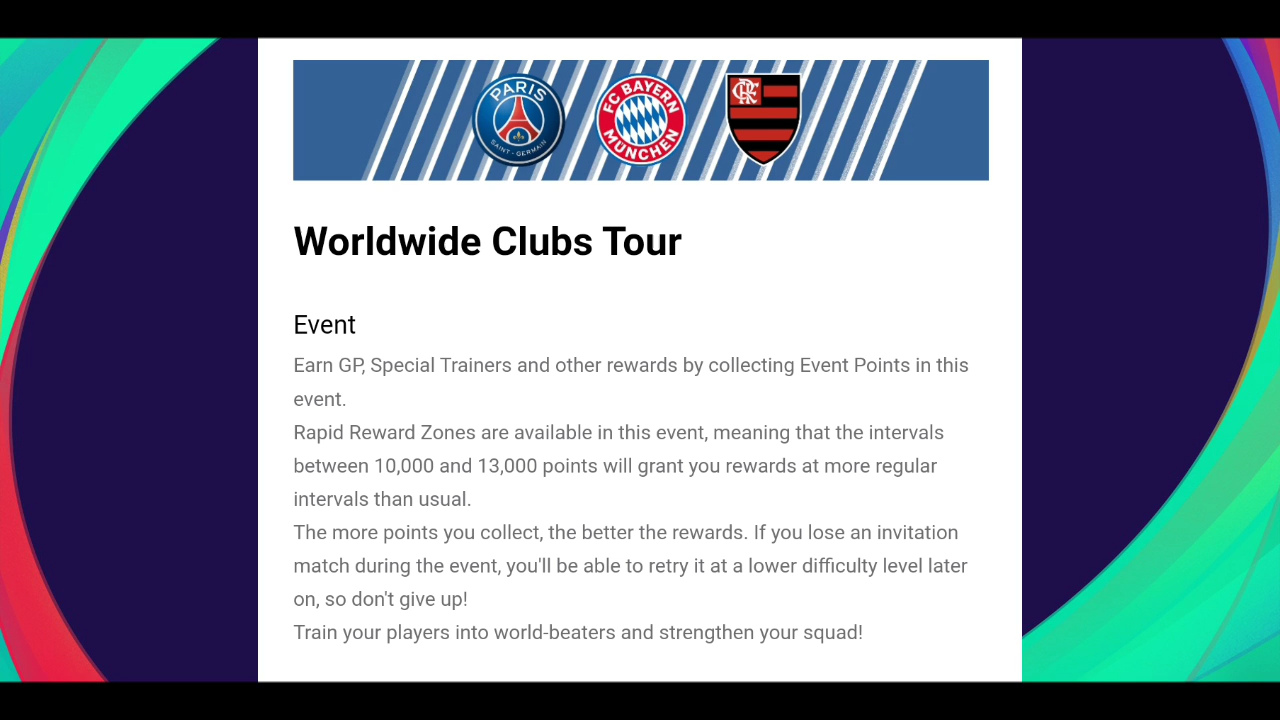 PARIS
SAINT-GERMAIN
FC BAYERN
MÜNCHEN
CRF
Worldwide Clubs Tour
Event
Earn GP, Special Trainers and other rewards by collecting Event Points in this
event.
Rapid Reward Zones are available in this event, meaning that the intervals
between 10,000 and 13,000 points will grant you rewards at more regular
intervals than usual.
The more points you collect, the better the rewards. If you lose an invitation
match during the event, you'll be able to retry it at a lower difficulty level later
on, so don't give up!
Train your players into world-beaters and strengthen your squad!